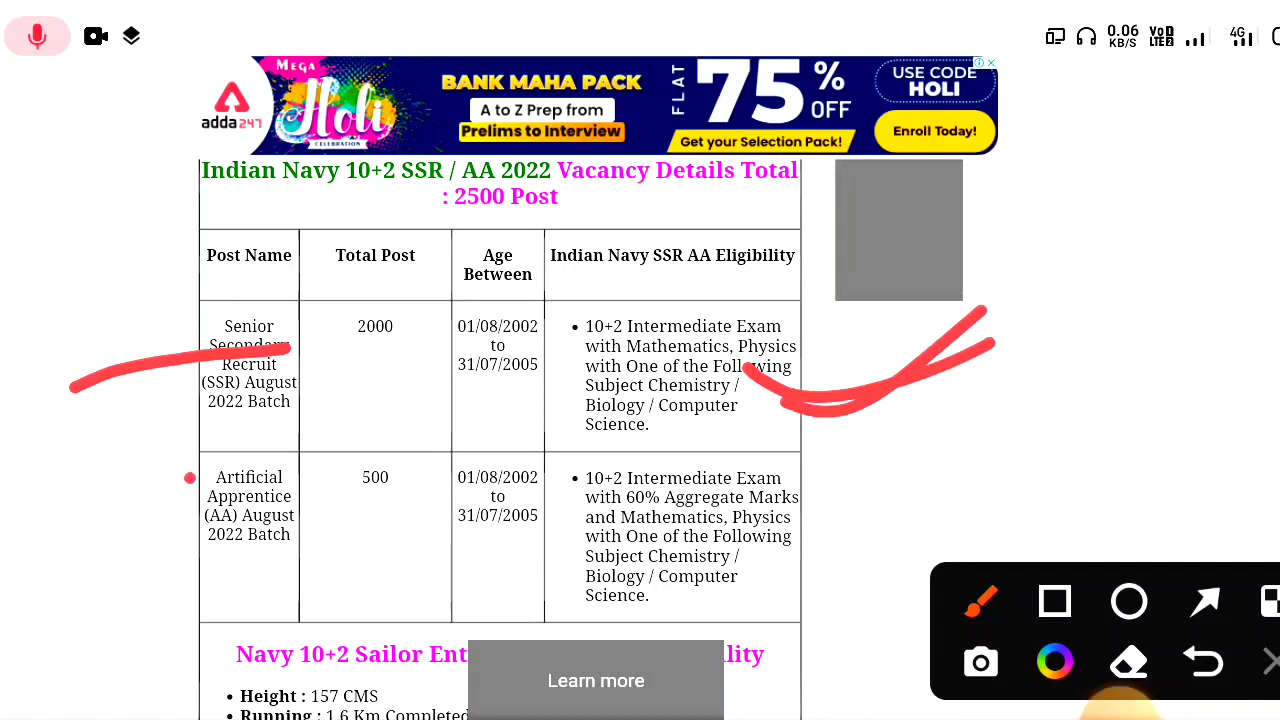 0.06
KB/S
VoD
LTE 2
4G
MEGA
Holi
CELEBRATION
adda247
BANK MAHA PACK
A to Z Prep from
Prelims to Interview
FLAT
75% OFF
Get your Selection Pack!
USE CODE
HOLI
Enroll Today!
Indian Navy 10+2 SSR / AA 2022 Vacancy Details Total
: 2500 Post
Post Name
Total Post
Age
Between
Indian Navy SSR AA Eligibility
Senior
Secondary
Recruit
(SSR) August
2022 Batch
2000
01/08/2002
to
31/07/2005
• 10+2 Intermediate Exam
with Mathematics, Physics
with One of the Following
Subject Chemistry /
Biology / Computer
Science.
Artificial
Apprentice
(AA) August
2022 Batch
500
01/08/2002
to
31/07/2005
• 10+2 Intermediate Exam
with 60% Aggregate Marks
and Mathematics, Physics
with One of the Following
Subject Chemistry /
Biology / Computer
Science.
Navy 10+2 Sailor
Learn more
• Height : 157 CMS
• Running : 1.6 Km Completed